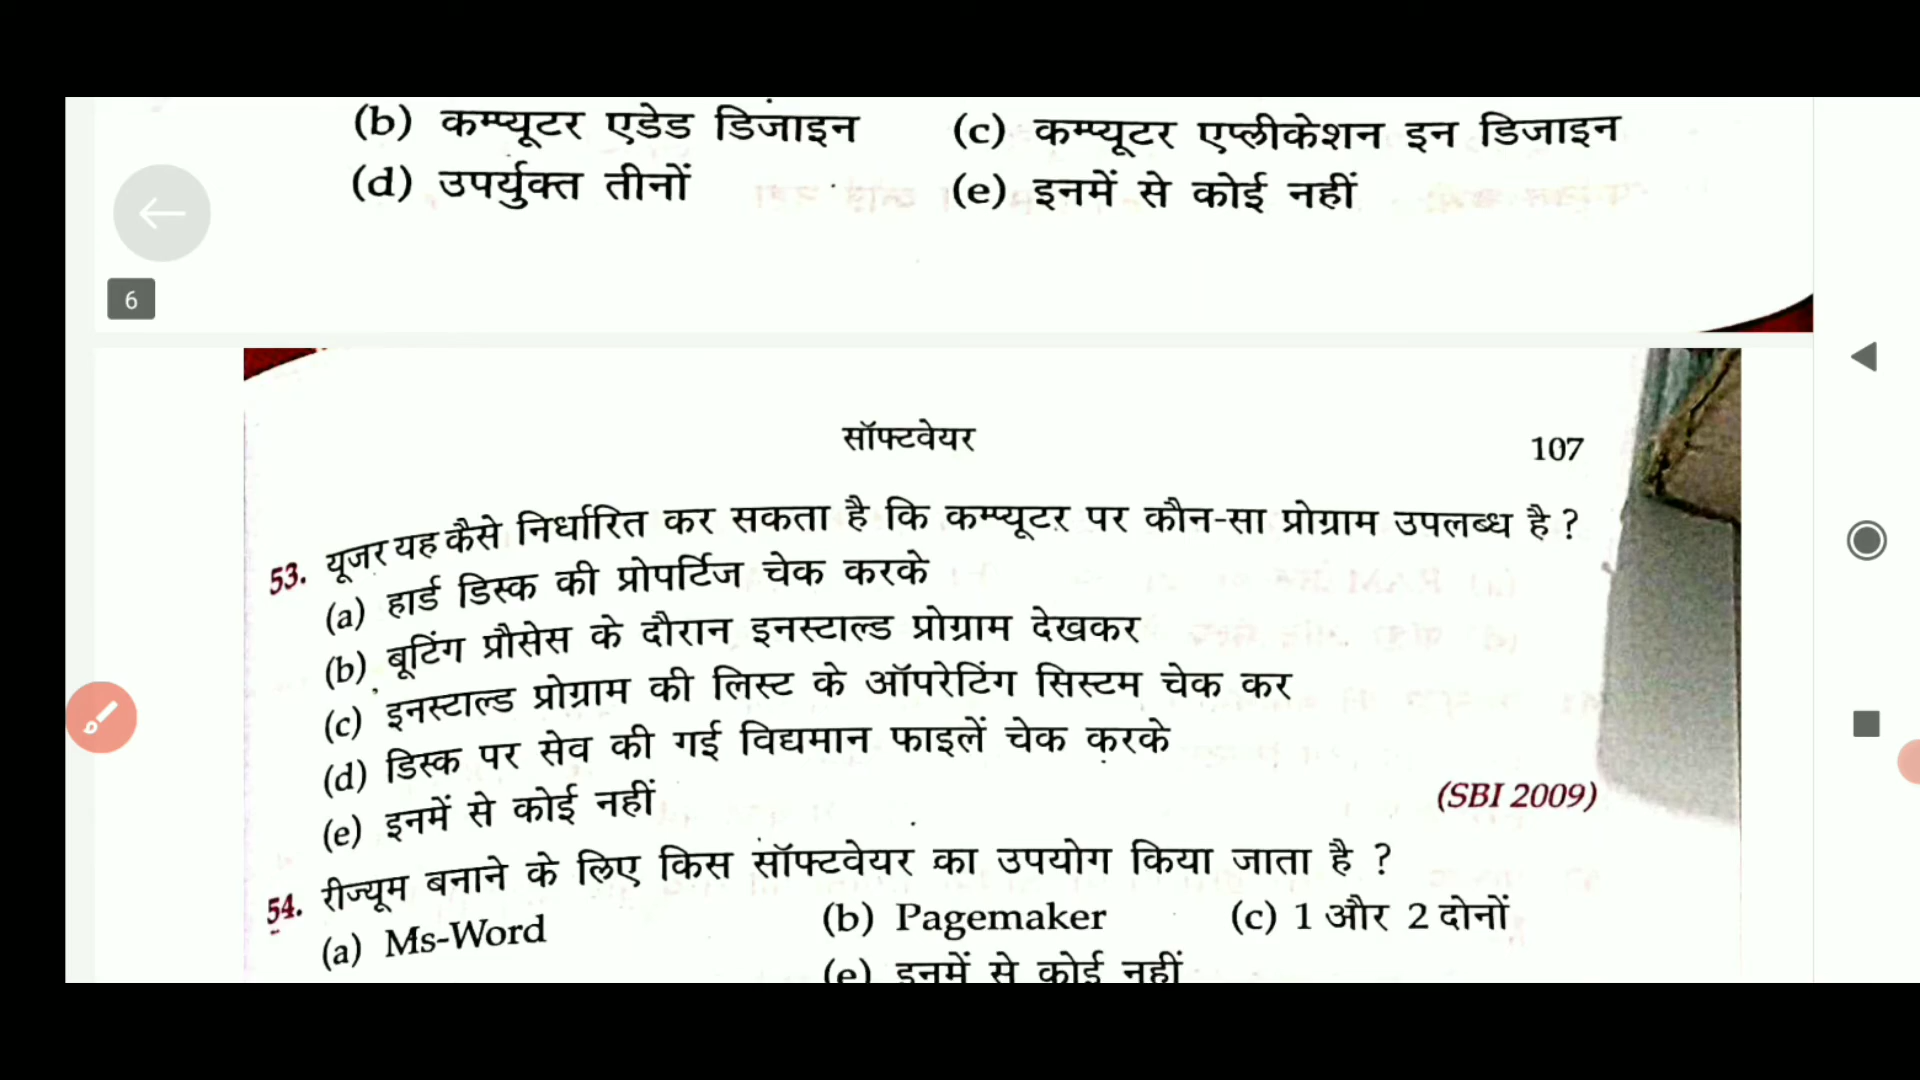 (b) कम्प्यूटर एडेड डिजाइन (c) कम्प्यूटर एप्लीकेशन इन डिजाइन
(d) उपर्युक्त तीनों (e) इनमें से कोई नहीं
6
सॉफ्टवेयर 107
53. यूजर यह कैसे निर्धारित कर सकता है कि कम्प्यूटर पर कौन-सा प्रोग्राम उपलब्ध है ?
(a) हार्ड डिस्क की प्रोपर्टिज चेक करके
(b) बूटिंग प्रौसेस के दौरान इनस्टाल्ड प्रोग्राम देखकर
(c) इनस्टाल्ड प्रोग्राम की लिस्ट के ऑपरेटिंग सिस्टम चेक कर
(d) डिस्क पर सेव की गई विद्यमान फाइलें चेक करके
(e) इनमें से कोई नहीं (SBI 2009)
54. रीज्यूम बनाने के लिए किस सॉफ्टवेयर का उपयोग किया जाता है ?
(a) Ms-Word (b) Pagemaker (c) 1 और 2 दोनों
(e) इनमें से कोई नहीं